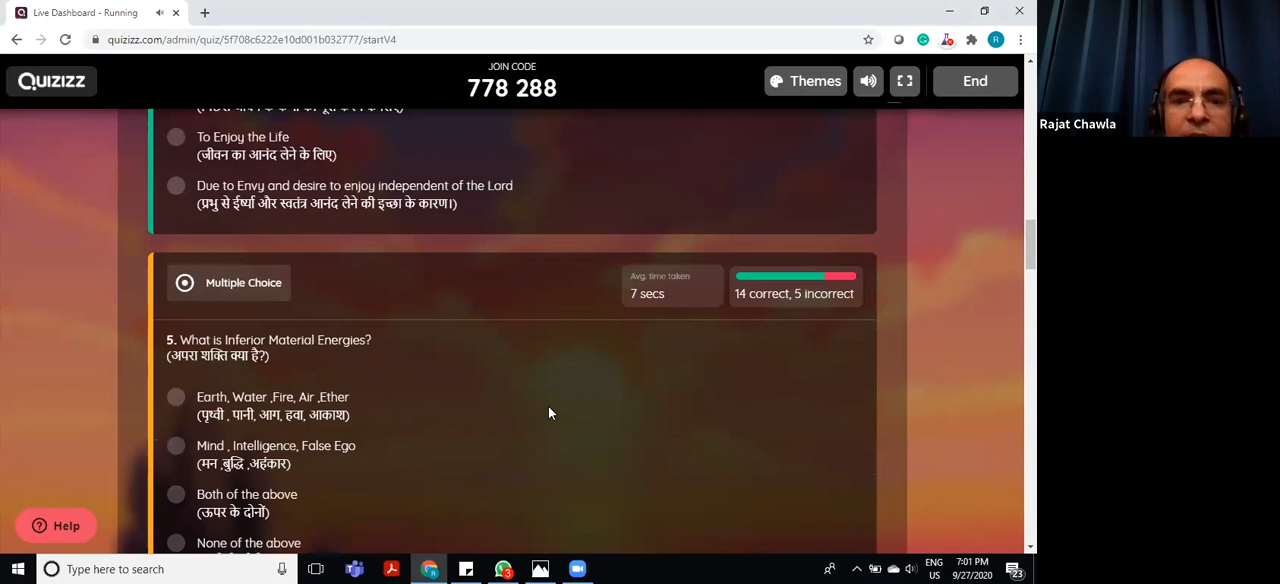 Live Dashboard - Running
quizizz.com/admin/quiz/5f708c6222e10d001b032777/startV4
R
Quizizz
JOIN CODE
778 288
Themes
End
Rajat Chawla
To Enjoy the Life
(जीवन का आनंद लेने के लिए)
Due to Envy and desire to enjoy independent of the Lord
(प्रभु से ईर्ष्या और स्वतंत्र आनंद लेने की इच्छा के कारण।)
Multiple Choice
Avg. time taken
7 secs
14 correct, 5 incorrect
5. What is Inferior Material Energies?
(अपरा शक्ति क्या है?)
Earth, Water ,Fire, Air ,Ether
(पृथ्वी , पानी, आग, हवा, आकाश)
Mind , Intelligence, False Ego
(मन ,बुद्धि ,अहंकार)
Both of the above
(ऊपर के दोनों)
None of the above
Help
Type here to search
3
ENG
US
7:01 PM
9/27/2020
23